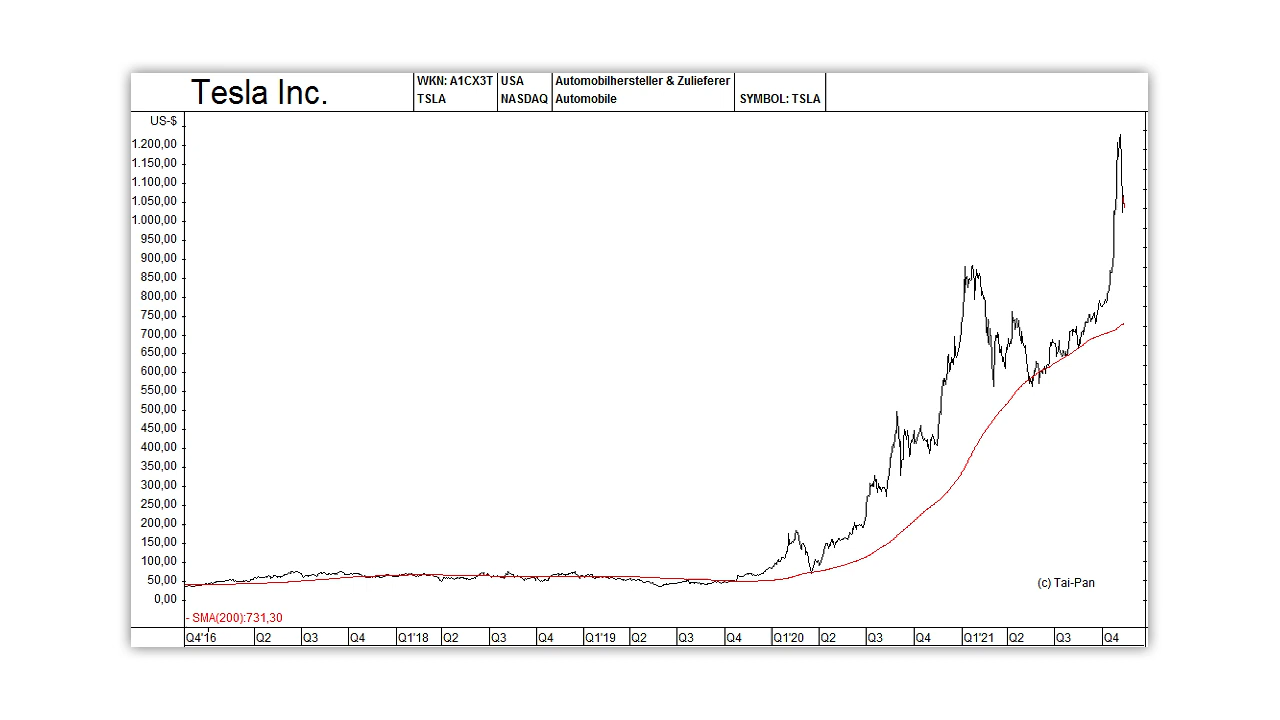 Tesla Inc.
WKN: A1CX3T
TSLA
USA
NASDAQ
Automobilhersteller & Zulieferer
Automobile
SYMBOL: TSLA
US-$
1.200,00
1.150,00
1.100,00
1.050,00
1.000,00
950,00
900,00
850,00
800,00
750,00
700,00
650,00
600,00
550,00
500,00
450,00
400,00
350,00
300,00
250,00
200,00
150,00
100,00
50,00
0,00
(c) Tai-Pan
- SMA(200):731,30
Q4'16 Q2 Q3 Q4 Q1'18 Q2 Q3 Q4 Q1'19 Q2 Q3 Q4 Q1'20 Q2 Q3 Q4 Q1'21 Q2 Q3 Q4